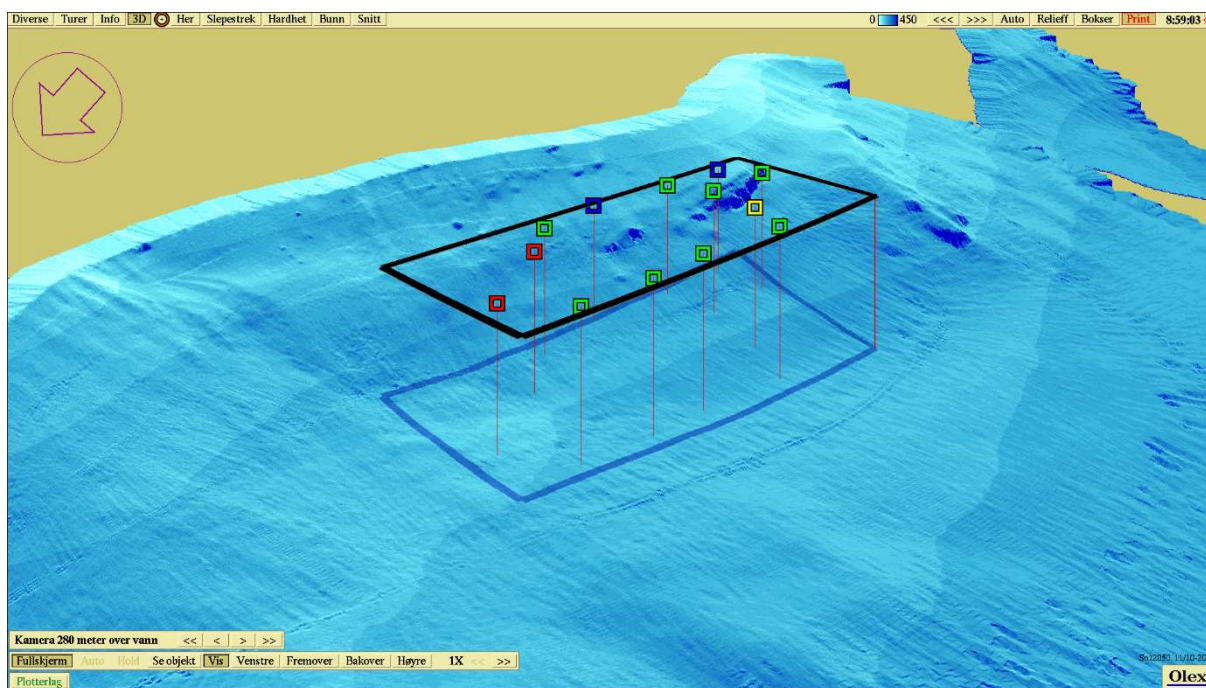 Diverse Turer Info 3D Her Slepestrek Hardhet Bunn Snitt 0 450 <<< >>> Auto Relieff Bokser Print 8:59:03
Kamera 280 meter over vann << < > >>
Fullskjerm Auto Hold Se objekt Vis Venstre Fremover Bakover Høyre 1X << >>
Plotterlag
Olex